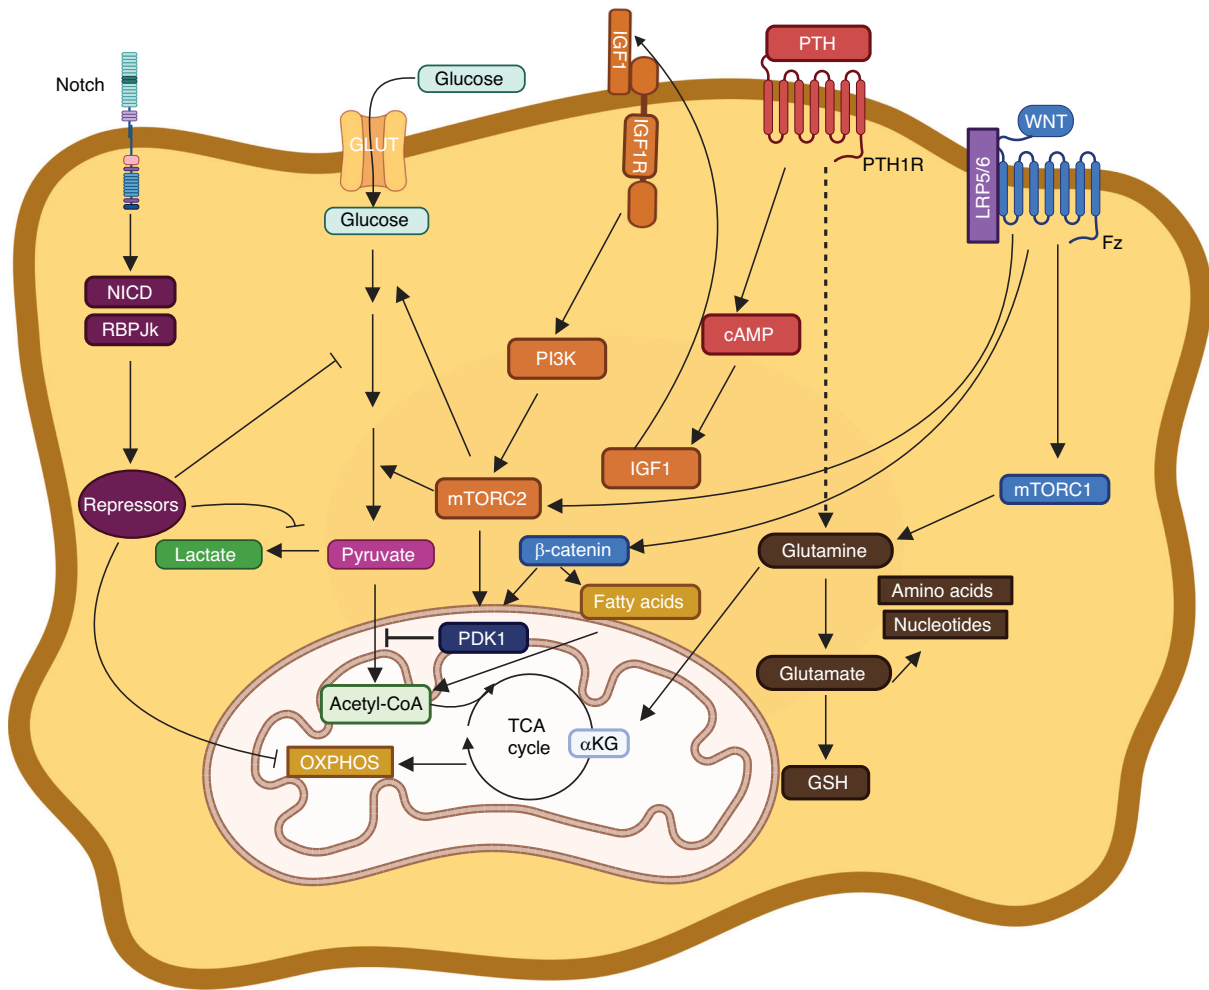 IGF1
PTH
Glucose
Notch
WNT
GLUT
IGF1R
PTH1R
LRP5/6
Glucose
Fz
NICD
RBPJk
cAMP
PI3K
IGF1
mTORC2
mTORC1
Repressors
Lactate
Pyruvate
β-catenin
Glutamine
Fatty acids
Amino acids
Nucleotides
PDK1
Glutamate
Acetyl-CoA
TCA
cycle
αKG
OXPHOS
GSH